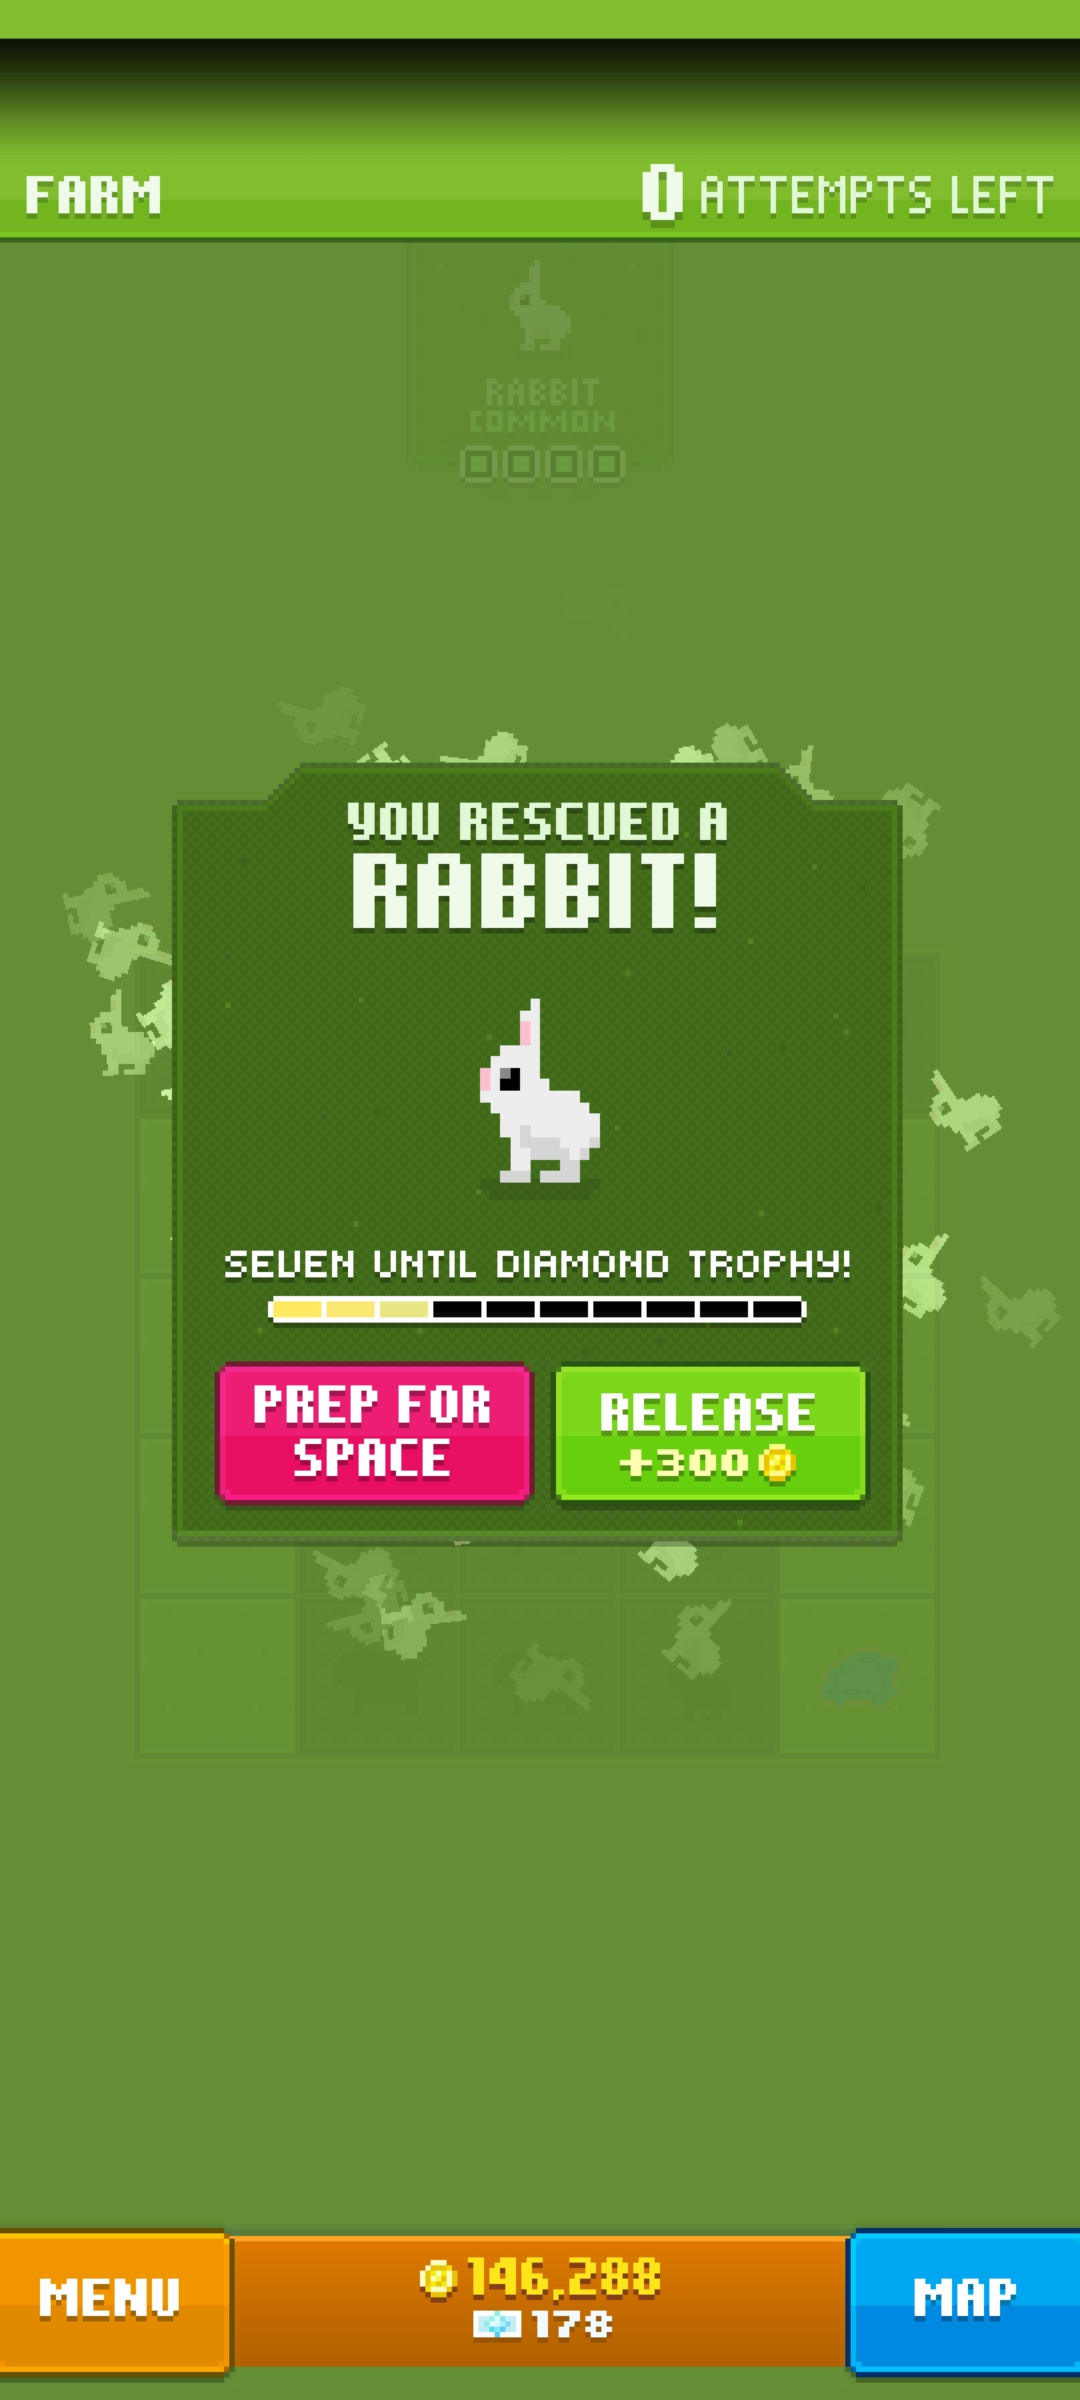 FARM
0 ATTEMPTS LEFT
RABBIT
COMMON
YOU RESCUED A
RABBIT!
SEVEN UNTIL DIAMOND TROPHY!
PREP FOR
SPACE
RELEASE
+300
MENU
146,288
178
MAP